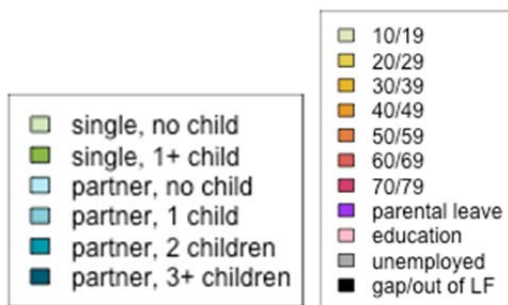 single, no child
single, 1+ child
partner, no child
partner, 1 child
partner, 2 children
partner, 3+ children
10/19
20/29
30/39
40/49
50/59
60/69
70/79
parental leave
education
unemployed
gap/out of LF